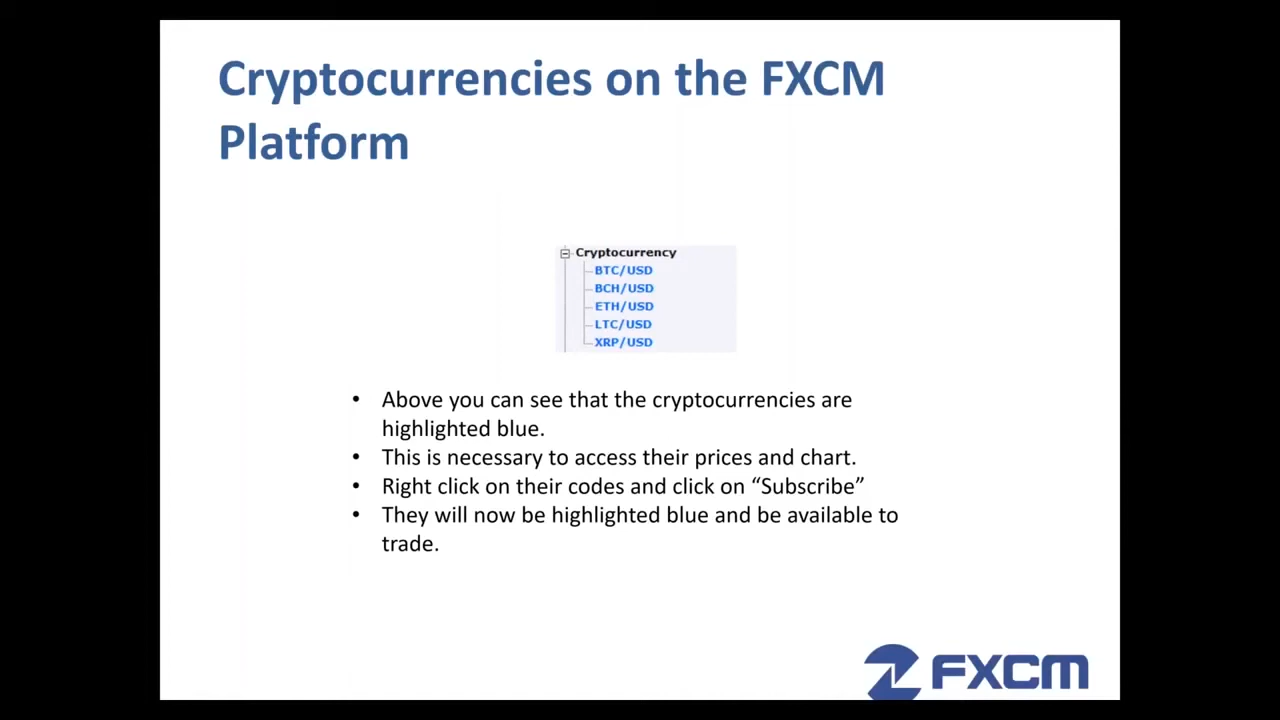 Cryptocurrencies on the FXCM
Platform
Cryptocurrency
BTC/USD
BCH/USD
ETH/USD
LTC/USD
XRP/USD
• Above you can see that the cryptocurrencies are
highlighted blue.
• This is necessary to access their prices and chart.
• Right click on their codes and click on “Subscribe”
• They will now be highlighted blue and be available to
trade.
FXCM